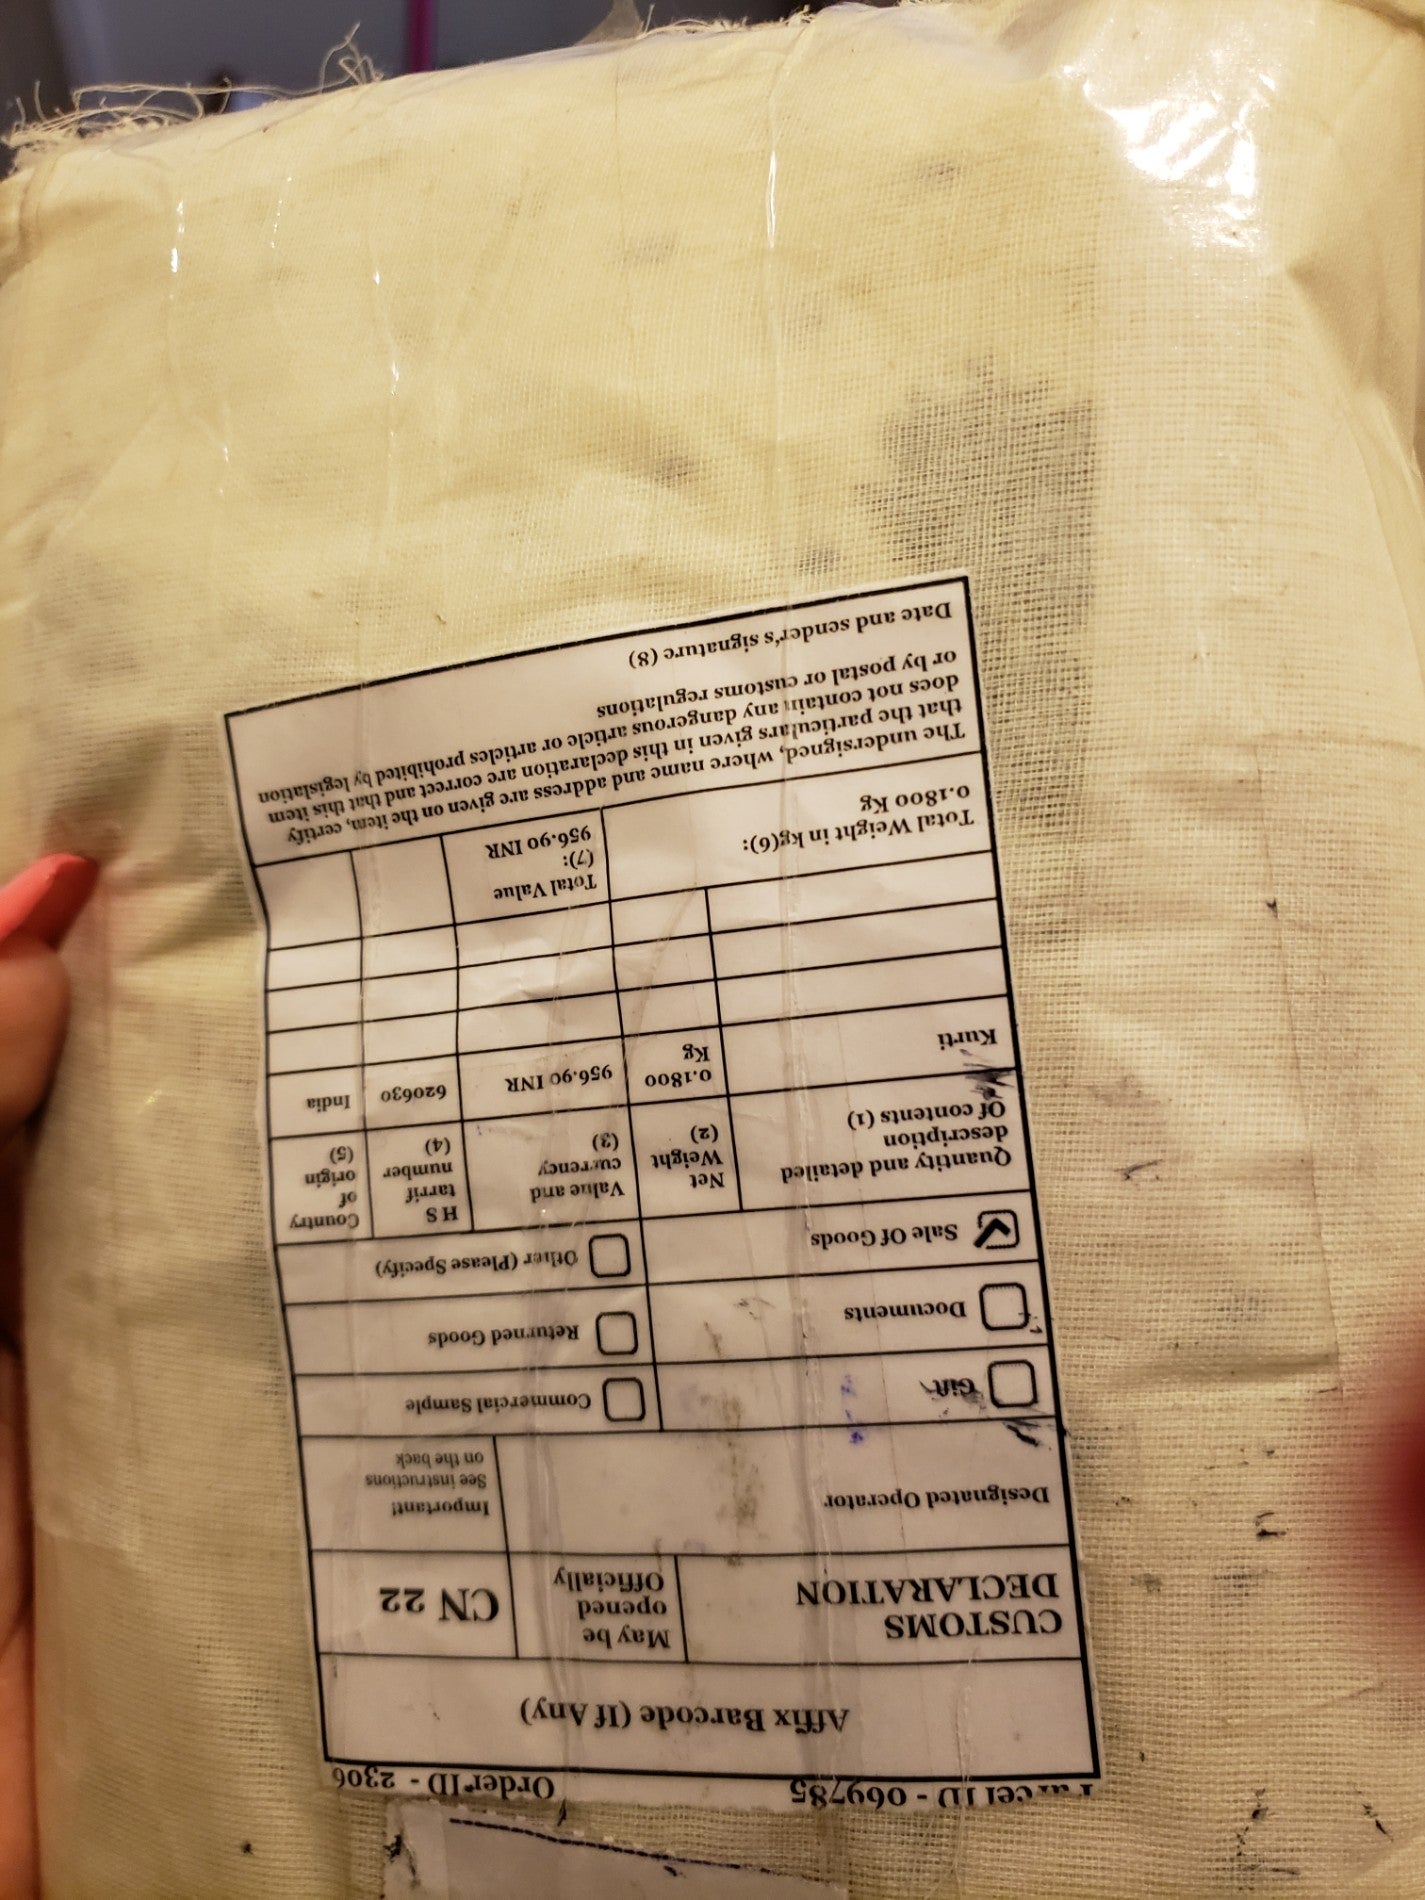 Parcel ID - 069785 Order ID - 2306
Affix Barcode (If Any)
CUSTOMS
DECLARATION
May be
opened
Officially
CN 22
Designated Operator
Important!
See instructions
on the back
Gift
Commercial Sample
Documents
Returned Goods
Sale Of Goods
Other (Please Specify)
Quantity and detailed
description
Of contents (1)
Net
Weight
(2)
Value and
currency
(3)
H S
tarrif
number
(4)
Country
of
origin
(5)
Kurti
0.1800
Kg
956.90 INR
620630
India
Total Weight in kg(6):
0.1800 Kg
Total Value
(7):
956.90 INR
The undersigned, where name and address are given on the item, certify
that the particulars given in this declaration are correct and that this item
does not contain any dangerous article or articles prohibited by legislation
or by postal or customs regulations
Date and sender's signature (8)